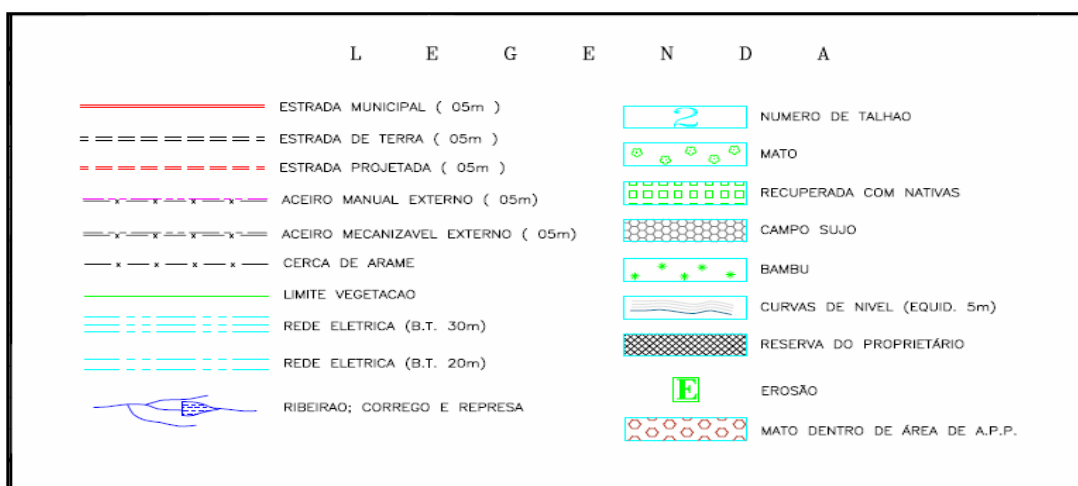 L E G E N D A
ESTRADA MUNICIPAL ( 05m )
ESTRADA DE TERRA ( 05m )
ESTRADA PROJETADA ( 05m )
ACEIRO MANUAL EXTERNO ( 05m)
ACEIRO MECANIZAVEL EXTERNO ( 05m)
CERCA DE ARAME
LIMITE VEGETACAO
REDE ELETRICA (B.T. 30m)
REDE ELETRICA (B.T. 20m)
RIBEIRAO; CORREGO E REPRESA
2 NUMERO DE TALHAO
MATO
RECUPERADA COM NATIVAS
CAMPO SUJO
BAMBU
CURVAS DE NIVEL (EQUID. 5m)
RESERVA DO PROPRIETÁRIO
E EROSÃO
MATO DENTRO DE ÁREA DE A.P.P.